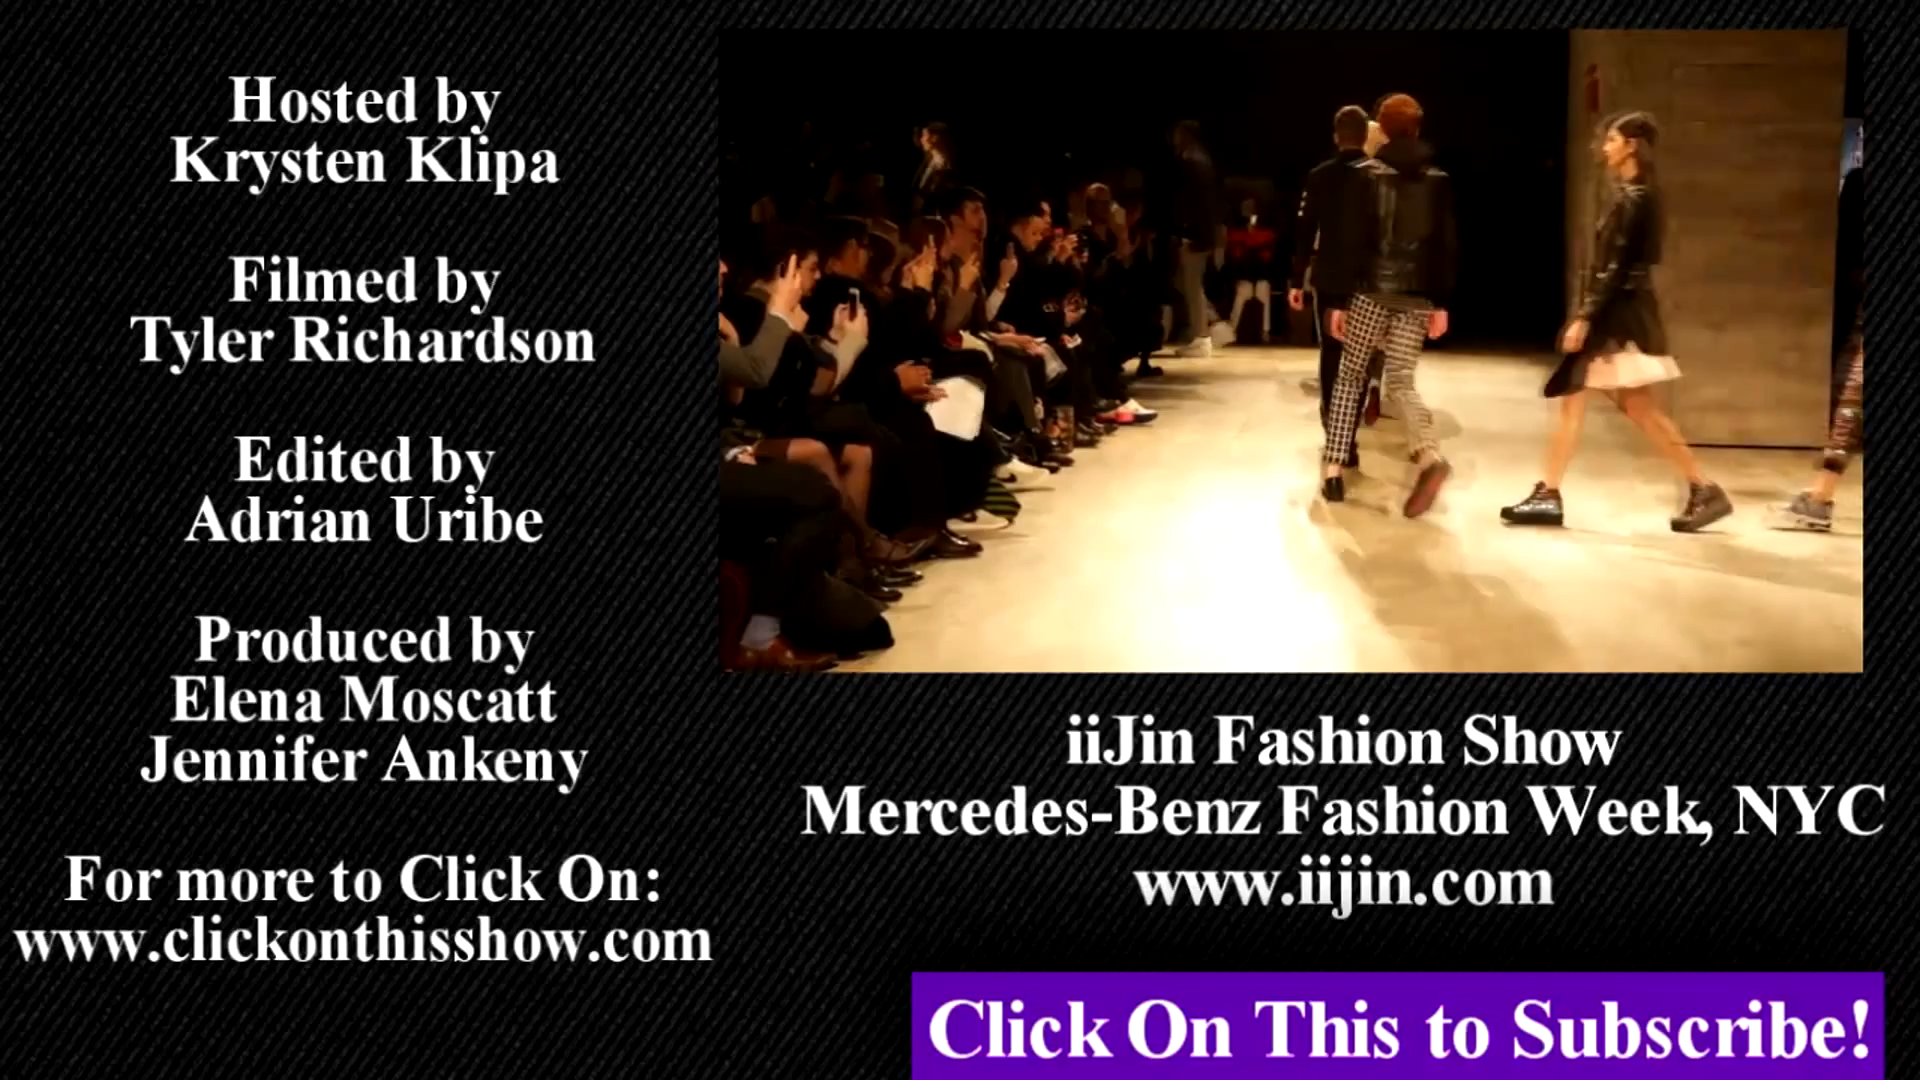 Hosted by
Krysten Klipa
Filmed by
Tyler Richardson
Edited by
Adrian Uribe
Produced by
Elena Moscatt
Jennifer Ankeny
For more to Click On:
www.clickonthisshow.com
iiJin Fashion Show
Mercedes-Benz Fashion Week, NYC
www.iijin.com
Click On This to Subscribe!